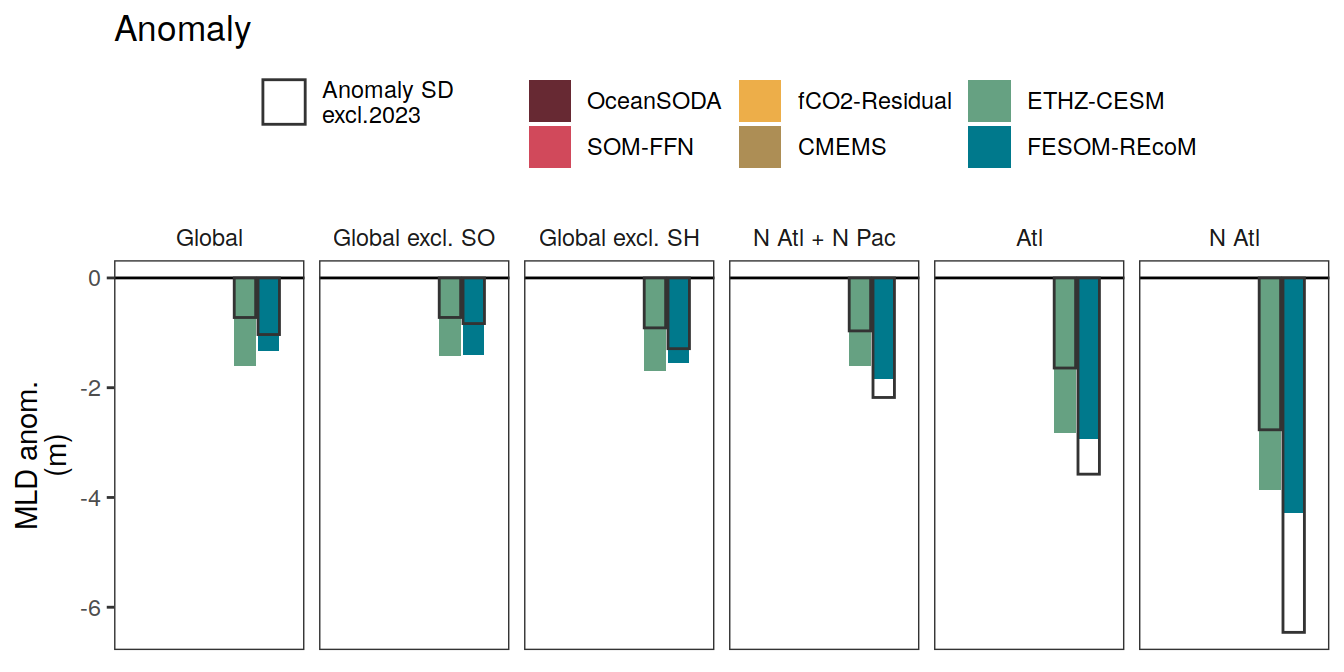 Anomaly
Anomaly SD
excl.2023
OceanSODA
fCO2-Residual
ETHZ-CESM
SOM-FFN
CMEMS
FESOM-REcoM
Global
Global excl. SO
Global excl. SH
N Atl + N Pac
Atl
N Atl
MLD anom.
(m)
0
-2
-4
-6